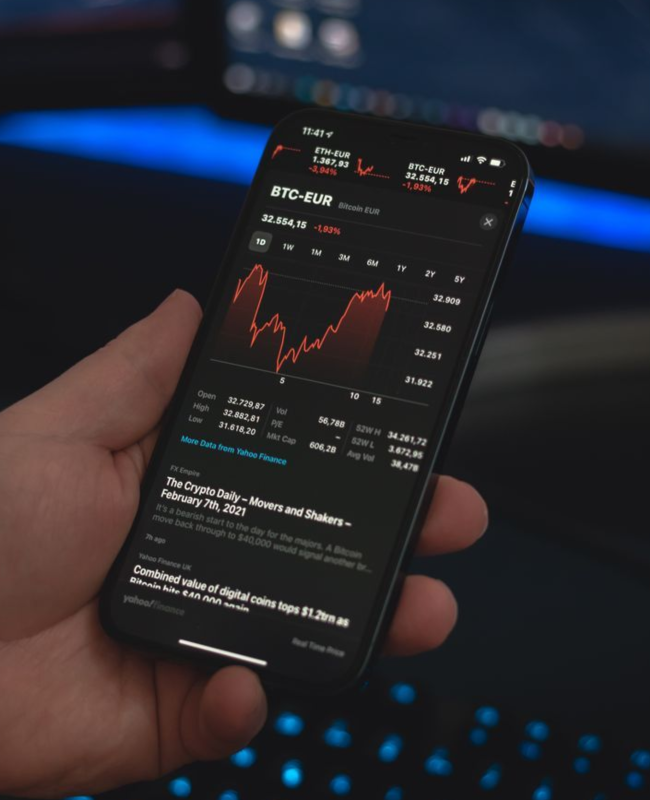 11:41
ETH-EUR
1.367,93
-3,94%
BTC-EUR
32.554,15
-1,93%
E
1
BTC-EUR Bitcoin EUR
32.554,15 -1,93%
1D 1W 1M 3M 6M 1Y 2Y 5Y
32.909
32.580
32.251
31.922
5 10 15
Open 32.729,87 Vol 56,78B 52W H 34.261,72
High 32.882,81 P/E – 52W L 3.672,95
Low 31.618,20 Mkt Cap 606,2B Avg Vol 38,47B
More Data from Yahoo Finance
FX Empire
The Crypto Daily – Movers and Shakers –
February 7th, 2021
It's a bearish start to the day for the majors. A Bitcoin
move back through to $40,000 would signal another br...
7h ago
Yahoo Finance UK
Combined value of digital coins tops $1.2trn as
Bitcoin hits $40,000 again
yahoo!finance
Real Time Price